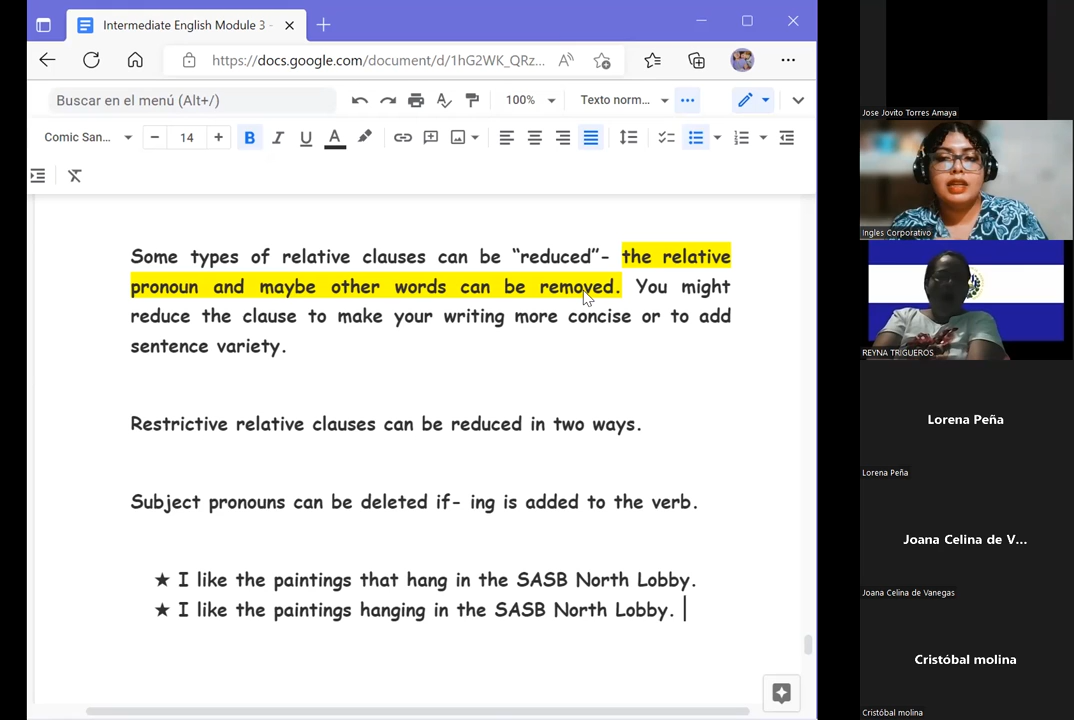 Intermediate English Module 3 -
https://docs.google.com/document/d/1hG2WK_QRz...
Buscar en el menú (Alt+/)
100%
Texto norm...
Comic San...
14
Some types of relative clauses can be “reduced”- the relative
pronoun and maybe other words can be removed. You might
reduce the clause to make your writing more concise or to add
sentence variety.
Restrictive relative clauses can be reduced in two ways.
Subject pronouns can be deleted if- ing is added to the verb.
★ I like the paintings that hang in the SASB North Lobby.
★ I like the paintings hanging in the SASB North Lobby.
Jose Jovito Torres Amaya
Ingles Corporativo
REYNA TRIGUEROS
Lorena Peña
Lorena Peña
Joana Celina de V...
Joana Celina de Vanegas
Cristóbal molina
Cristóbal molina